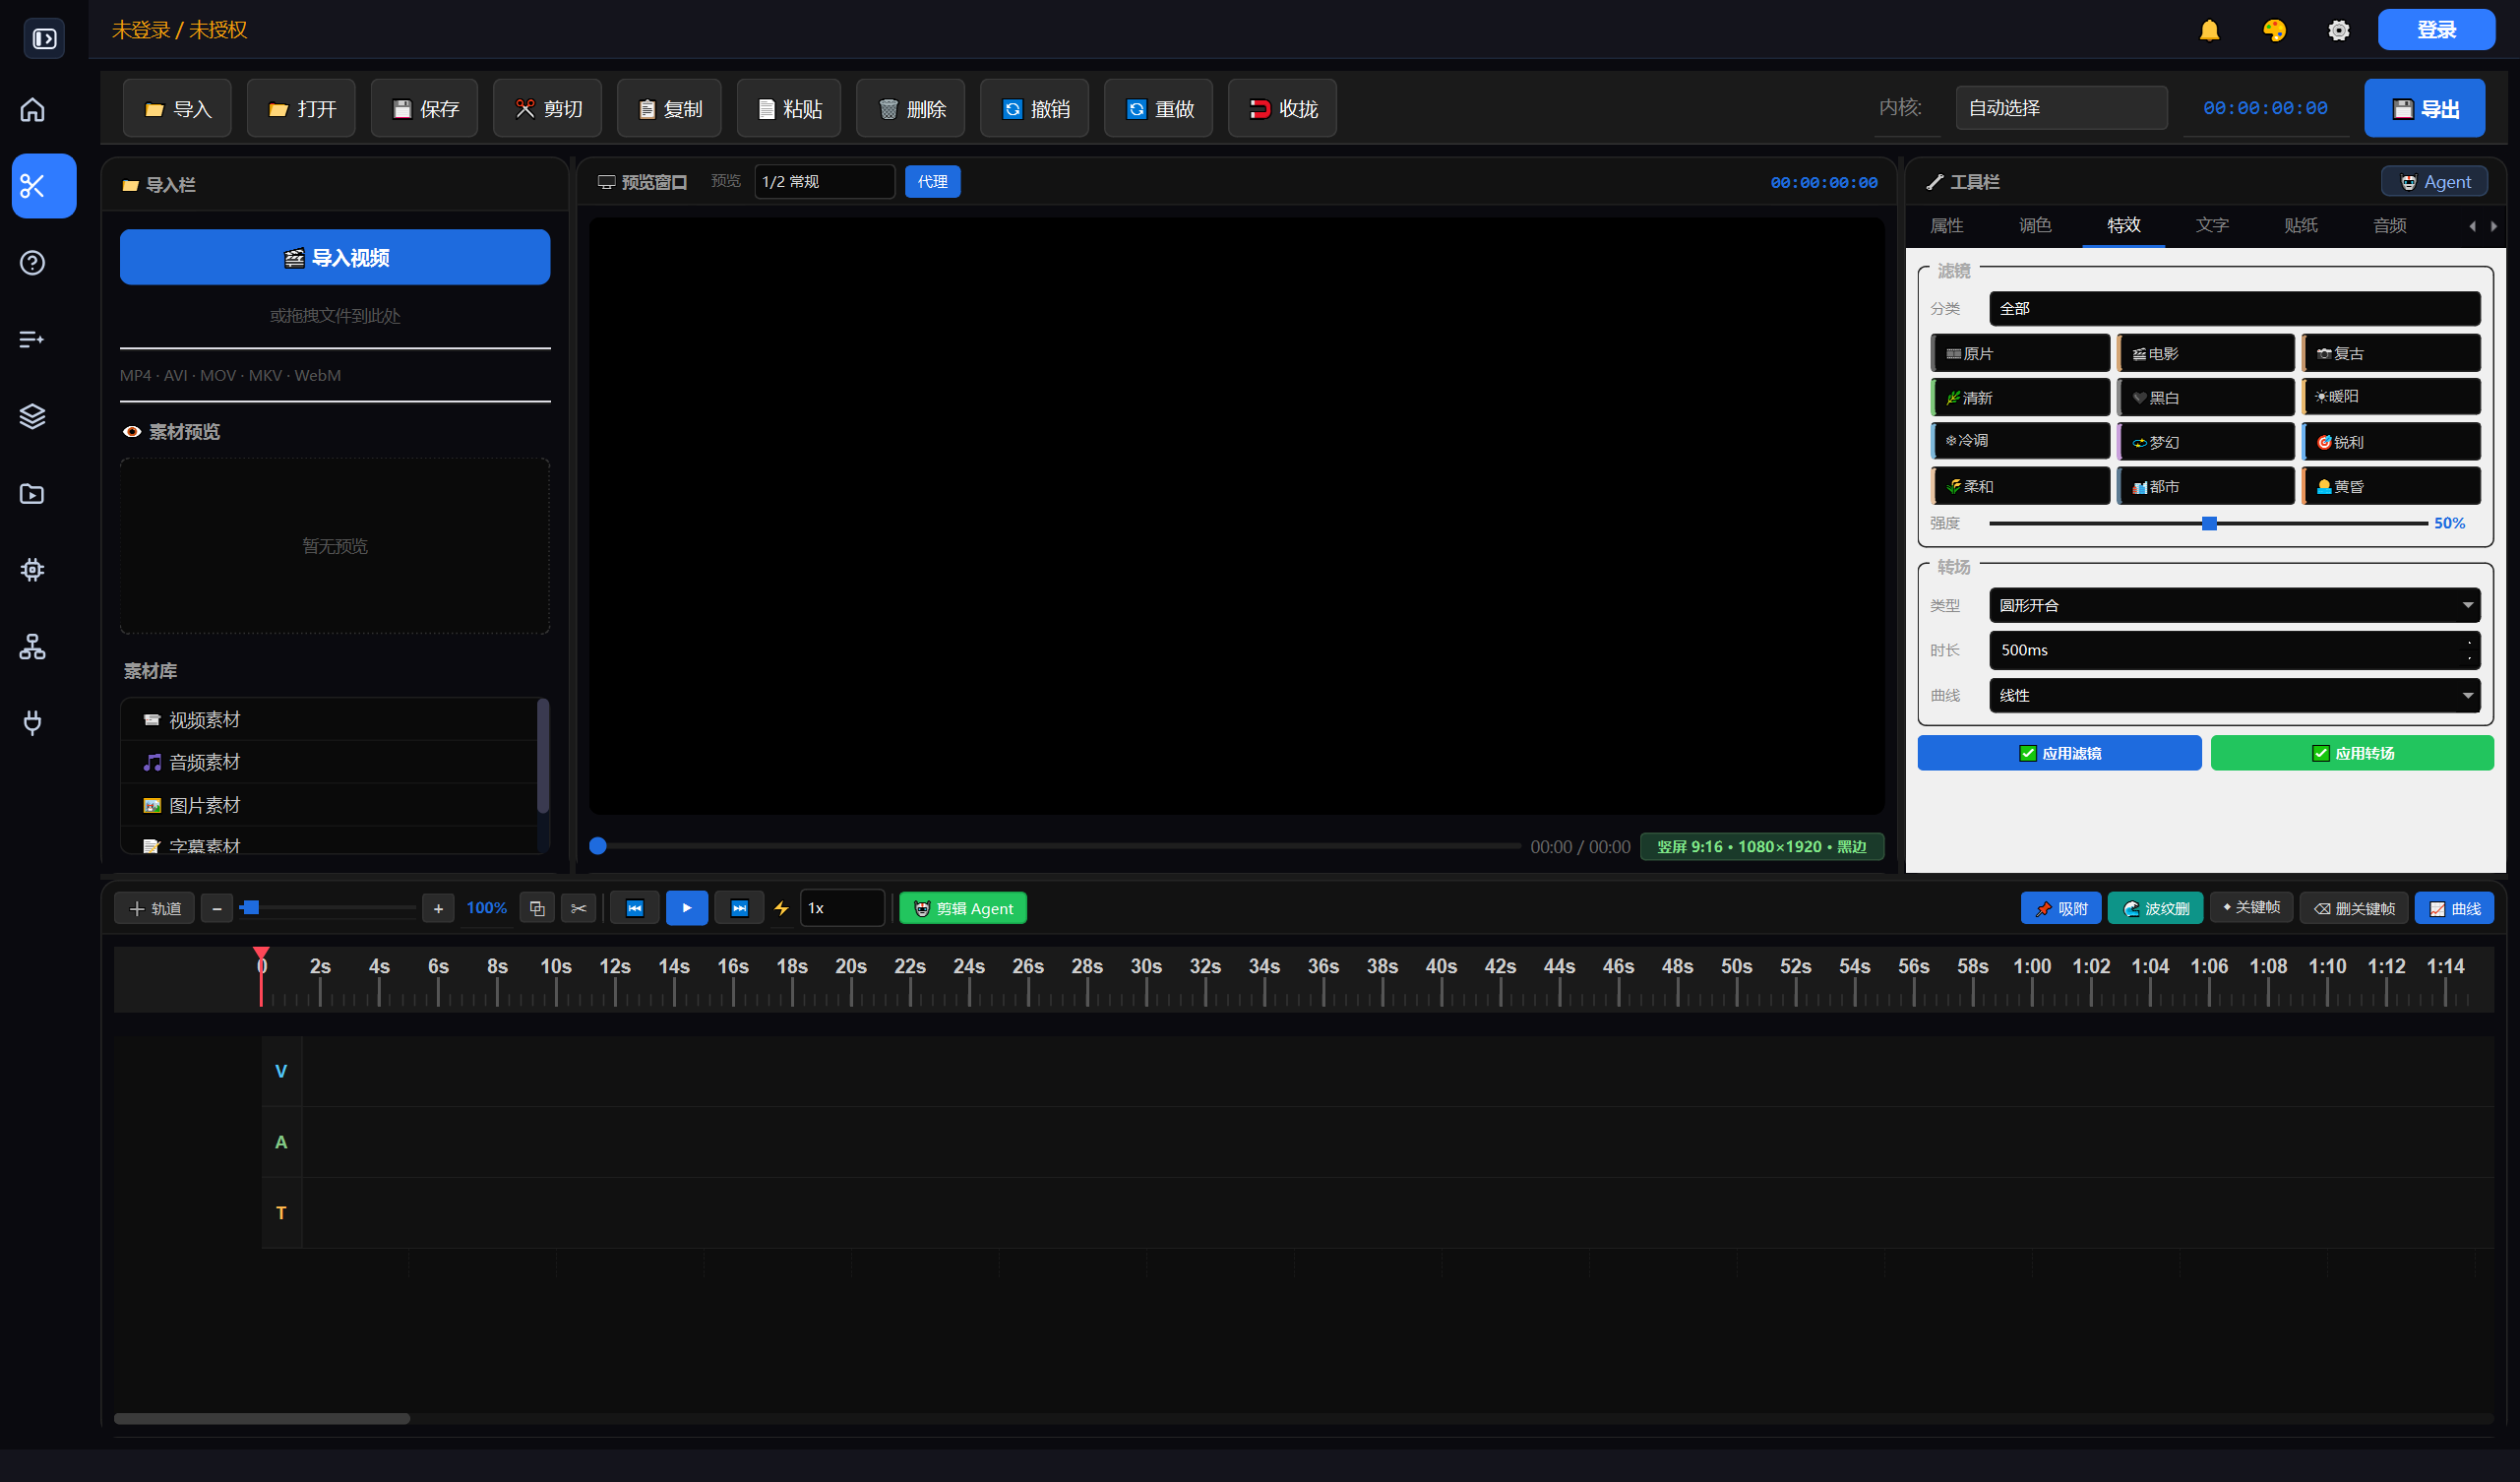 未登录 / 未授权
登录
导入 打开 保存 剪切 复制 粘贴 删除 撤销 重做 收拢 内核: 自动选择 00:00:00:00 导出
导入栏
导入视频
或拖拽文件到此处
MP4 · AVI · MOV · MKV · WebM
素材预览
暂无预览
素材库
视频素材
音频素材
图片素材
字幕素材
预览窗口 预览 1/2 常规 代理 00:00:00:00
00:00 / 00:00 竖屏 9:16 • 1080×1920 • 黑边
工具栏 Agent
属性 调色 特效 文字 贴纸 音频
滤镜
分类 全部
原片 电影 复古
清新 黑白 暖阳
冷调 梦幻 锐利
柔和 都市 黄昏
强度 50%
转场
类型 圆形开合
时长 500ms
曲线 线性
应用滤镜 应用转场
轨道 − + 100% 1x 剪辑 Agent 吸附 波纹删 关键帧 删关键帧 曲线
0 2s 4s 6s 8s 10s 12s 14s 16s 18s 20s 22s 24s 26s 28s 30s 32s 34s 36s 38s 40s 42s 44s 46s 48s 50s 52s 54s 56s 58s 1:00 1:02 1:04 1:06 1:08 1:10 1:12 1:14
V
A
T